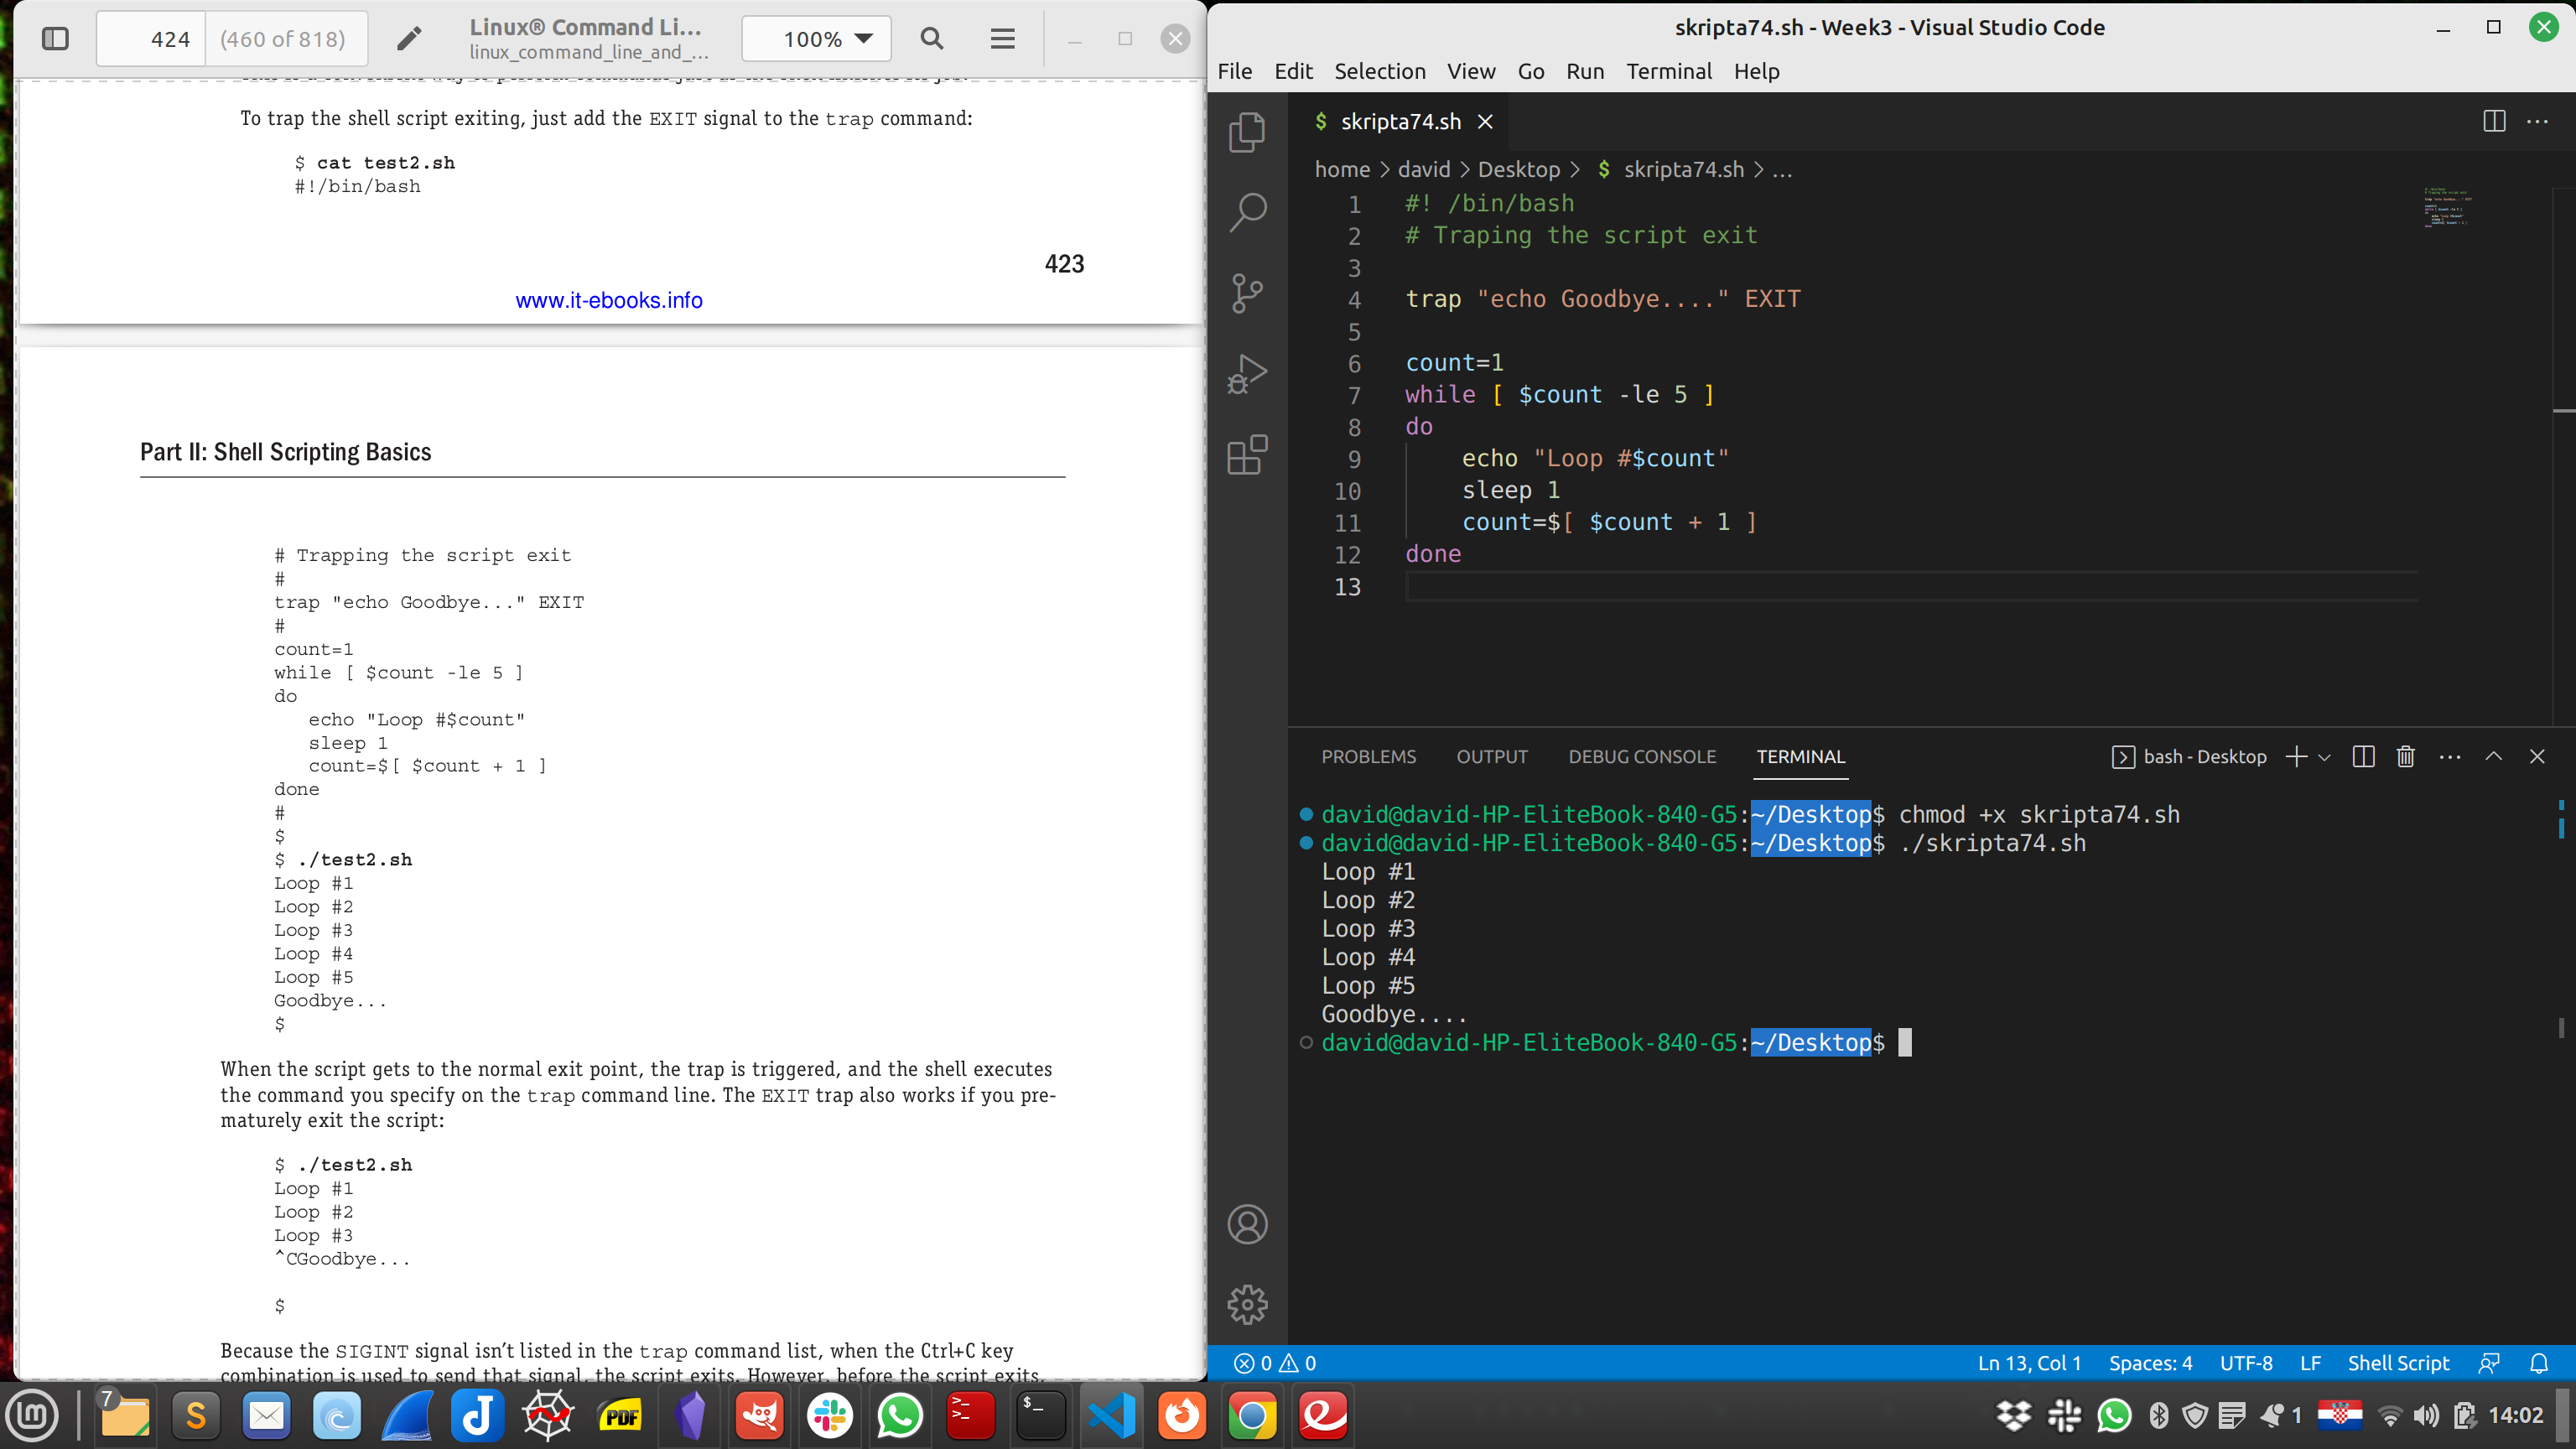 424
(460 of 818)
Linux® Command Li...
linux_command_line_and_...
100%
To trap the shell script exiting, just add the EXIT signal to the trap command:
$ cat test2.sh
#!/bin/bash
423
www.it-ebooks.info
Part II: Shell Scripting Basics
# Trapping the script exit
#
trap "echo Goodbye..." EXIT
#
count=1
while [ $count -le 5 ]
do
echo "Loop #$count"
sleep 1
count=$[ $count + 1 ]
done
#
$
$ ./test2.sh
Loop #1
Loop #2
Loop #3
Loop #4
Loop #5
Goodbye...
$
When the script gets to the normal exit point, the trap is triggered, and the shell executes
the command you specify on the trap command line. The EXIT trap also works if you pre-
maturely exit the script:
$ ./test2.sh
Loop #1
Loop #2
Loop #3
^CGoodbye...
$
Because the SIGINT signal isn't listed in the trap command list, when the Ctrl+C key
combination is used to send that signal, the script exits. However, before the script exits,
skripta74.sh - Week3 - Visual Studio Code
File Edit Selection View Go Run Terminal Help
$ skripta74.sh
home > david > Desktop > $ skripta74.sh > ...
1 #! /bin/bash
2 # Traping the script exit
3
4 trap "echo Goodbye...." EXIT
5
6 count=1
7 while [ $count -le 5 ]
8 do
9 echo "Loop #$count"
10 sleep 1
11 count=$[ $count + 1 ]
12 done
13
PROBLEMS OUTPUT DEBUG CONSOLE TERMINAL
bash - Desktop
david@david-HP-EliteBook-840-G5:~/Desktop$ chmod +x skripta74.sh
david@david-HP-EliteBook-840-G5:~/Desktop$ ./skripta74.sh
Loop #1
Loop #2
Loop #3
Loop #4
Loop #5
Goodbye....
david@david-HP-EliteBook-840-G5:~/Desktop$
0 0
Ln 13, Col 1 Spaces: 4 UTF-8 LF Shell Script
7
S
PDF
$_
1
14:02